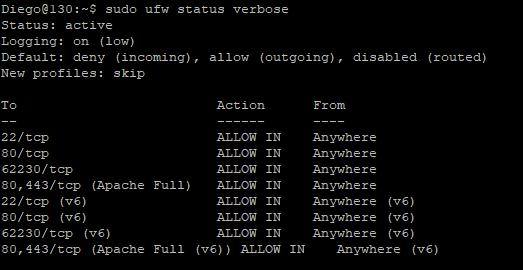 Diego@130:~$ sudo ufw status verbose
Status: active
Logging: on (low)
Default: deny (incoming), allow (outgoing), disabled (routed)
New profiles: skip
To                         Action      From
--                         ------      ----
22/tcp                     ALLOW IN    Anywhere
80/tcp                     ALLOW IN    Anywhere
62230/tcp                  ALLOW IN    Anywhere
80,443/tcp (Apache Full)   ALLOW IN    Anywhere
22/tcp (v6)                ALLOW IN    Anywhere (v6)
80/tcp (v6)                ALLOW IN    Anywhere (v6)
62230/tcp (v6)             ALLOW IN    Anywhere (v6)
80,443/tcp (Apache Full (v6)) ALLOW IN    Anywhere (v6)